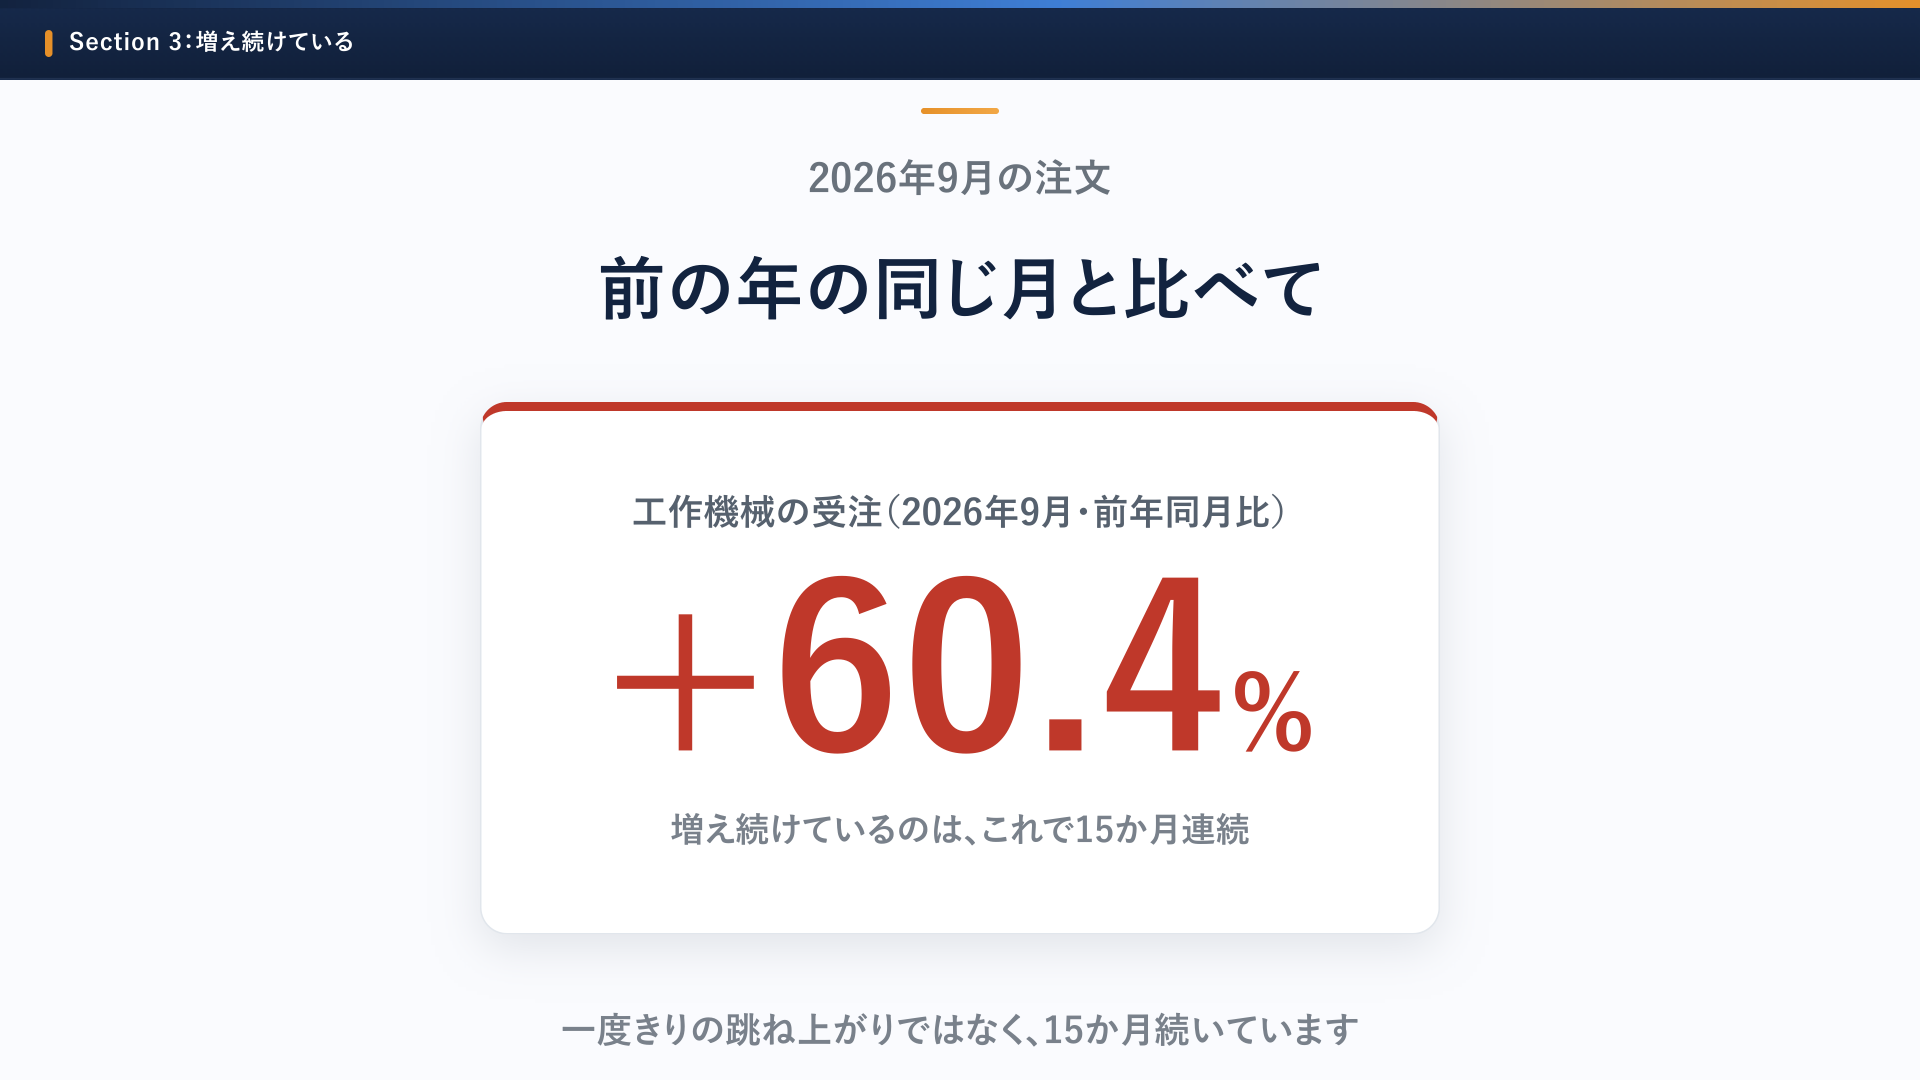 Section 3：増え続けている
2026年9月の注文
前の年の同じ月と比べて
工作機械の受注（2026年9月・前年同月比）
＋60.4%
増え続けているのは、これで15か月連続
一度きりの跳ね上がりではなく、15か月続いています